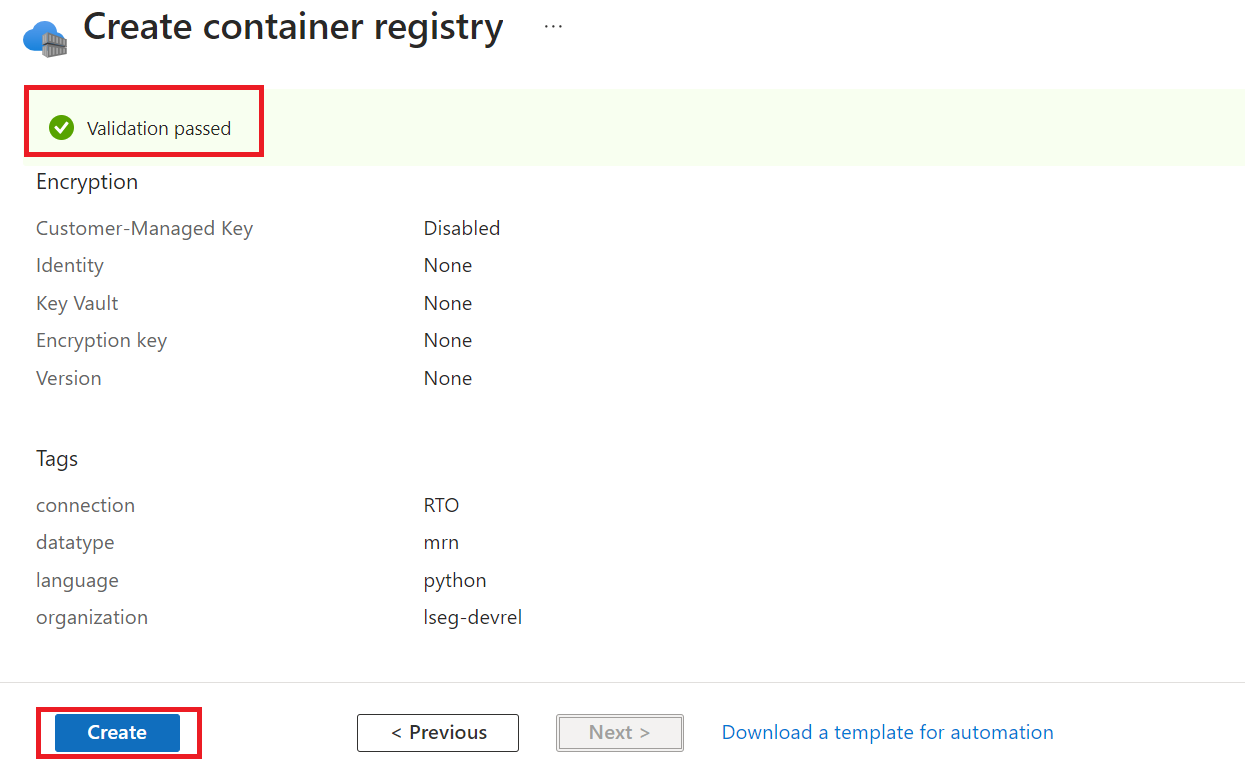 Create container registry ...
Validation passed
Encryption
Customer-Managed Key Disabled
Identity None
Key Vault None
Encryption key None
Version None
Tags
connection RTO
datatype mrn
language python
organization lseg-devrel
Create < Previous Next > Download a template for automation